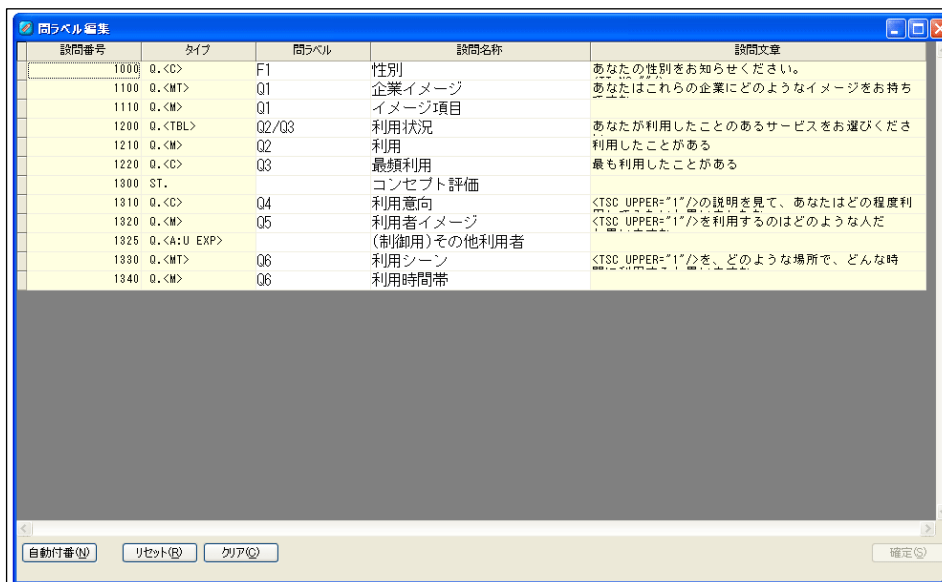 問ラベル編集
設問番号 タイプ 問ラベル 設問名称 設問文章
1000 Q.<C> F1 性別 あなたの性別をお知らせください。
1100 Q.<MT> Q1 企業イメージ あなたはこれらの企業にどのようなイメージをお持ち
1110 Q.<M> Q1 イメージ項目
1200 Q.<TBL> Q2/Q3 利用状況 あなたが利用したことのあるサービスをお選びくださ
1210 Q.<M> Q2 利用 利用したことがある
1220 Q.<C> Q3 最頻利用 最も利用したことがある
1300 ST. コンセプト評価
1310 Q.<C> Q4 利用意向 <TSC UPPER="1"/>の説明を見て、あなたはどの程度利
1320 Q.<M> Q5 利用者イメージ <TSC UPPER="1"/>を利用するのはどのような人だ
1325 Q.<A:U EXP> (制御用)その他利用者
1330 Q.<MT> Q6 利用シーン <TSC UPPER="1"/>を、どのような場所で、どんな時
1340 Q.<M> Q6 利用時間帯
自動付番(N) リセット(R) クリア(C) 確定(S)